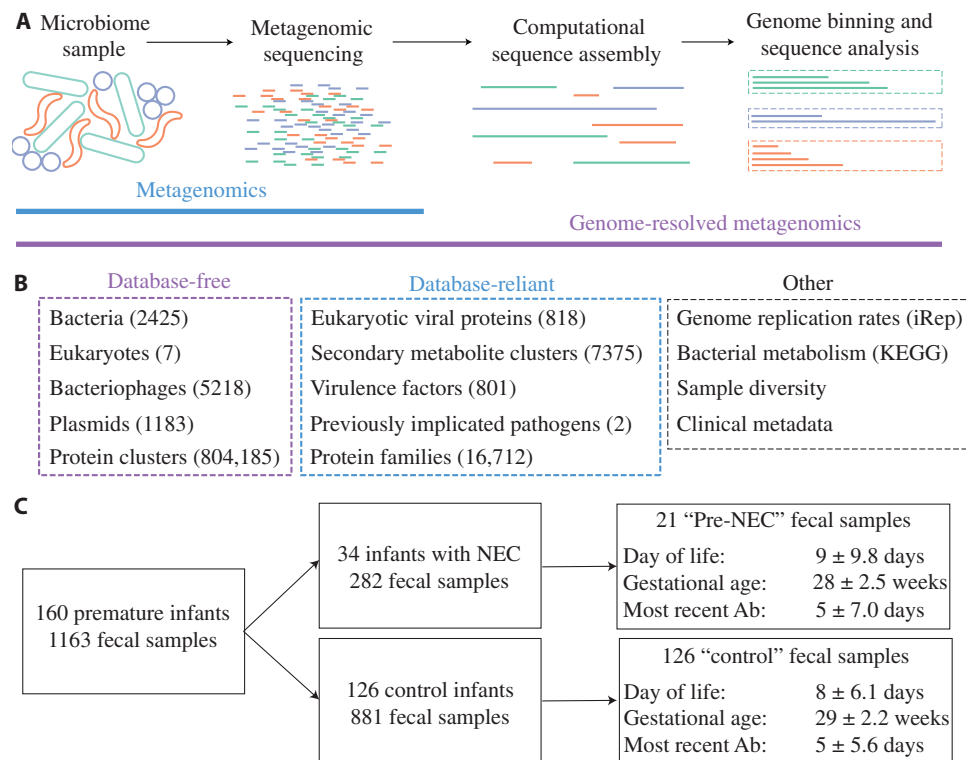 A
Microbiome
sample
Metagenomic
sequencing
Computational
sequence assembly
Genome binning and
sequence analysis
Metagenomics
Genome-resolved metagenomics
B
Database-free
Bacteria (2425)
Eukaryotes (7)
Bacteriophages (5218)
Plasmids (1183)
Protein clusters (804,185)
Database-reliant
Eukaryotic viral proteins (818)
Secondary metabolite clusters (7375)
Virulence factors (801)
Previously implicated pathogens (2)
Protein families (16,712)
Other
Genome replication rates (iRep)
Bacterial metabolism (KEGG)
Sample diversity
Clinical metadata
C
160 premature infants
1163 fecal samples
34 infants with NEC
282 fecal samples
21 “Pre-NEC” fecal samples
Day of life: 9 ± 9.8 days
Gestational age: 28 ± 2.5 weeks
Most recent Ab: 5 ± 7.0 days
126 control infants
881 fecal samples
126 “control” fecal samples
Day of life: 8 ± 6.1 days
Gestational age: 29 ± 2.2 weeks
Most recent Ab: 5 ± 5.6 days